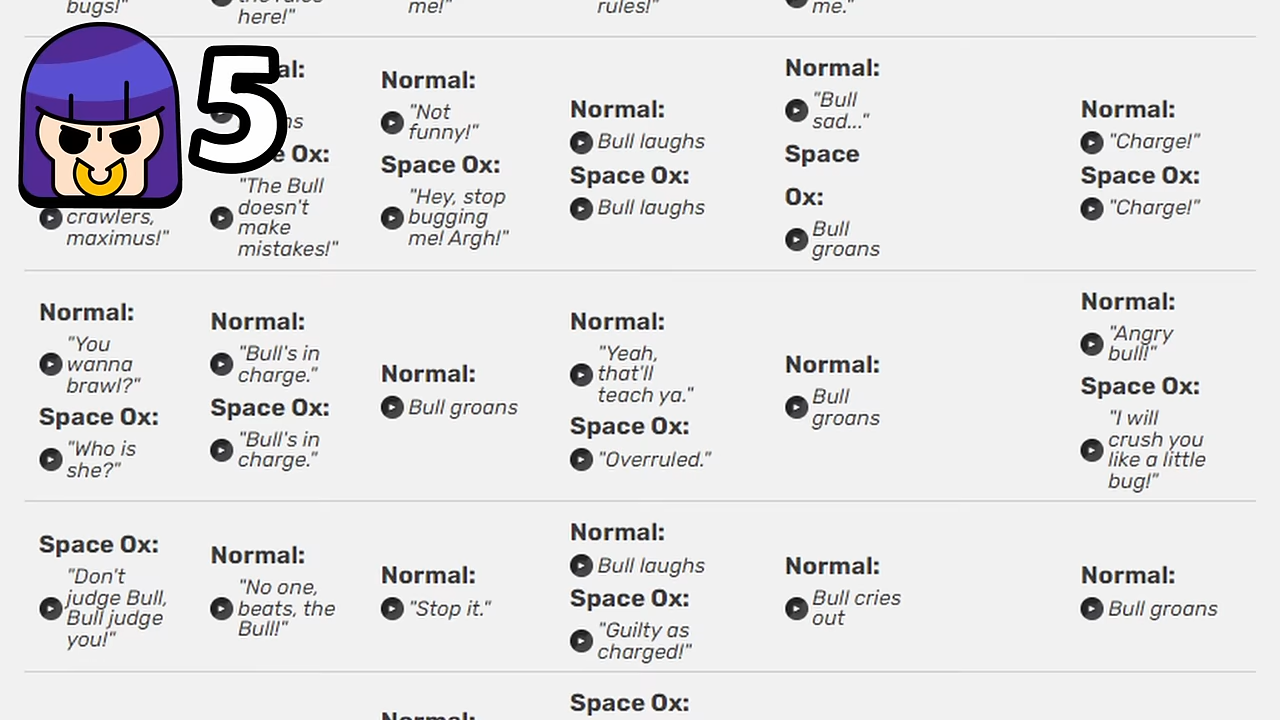 bugs!"
here!"
me!"
rules!"
me."
5
crawlers,
maximus!"
"The Bull
doesn't
make
mistakes!"
Normal:
"Not
funny!"
Space Ox:
"Hey, stop
bugging
me! Argh!"
Normal:
Bull laughs
Space Ox:
Bull laughs
Normal:
"Bull
sad..."
Space
Ox:
Bull
groans
Normal:
"Charge!"
Space Ox:
"Charge!"
Normal:
"You
wanna
brawl?"
Space Ox:
"Who is
she?"
Normal:
"Bull's in
charge."
Space Ox:
"Bull's in
charge."
Normal:
Bull groans
Normal:
"Yeah,
that'll
teach ya."
Space Ox:
"Overruled."
Normal:
Bull
groans
Normal:
"Angry
bull!"
Space Ox:
"I will
crush you
like a little
bug!"
Space Ox:
"Don't
judge Bull,
Bull judge
you!"
Normal:
"No one,
beats, the
Bull!"
Normal:
"Stop it."
Normal:
Bull laughs
Space Ox:
"Guilty as
charged!"
Normal:
Bull cries
out
Normal:
Bull groans
Normal:
Space Ox: